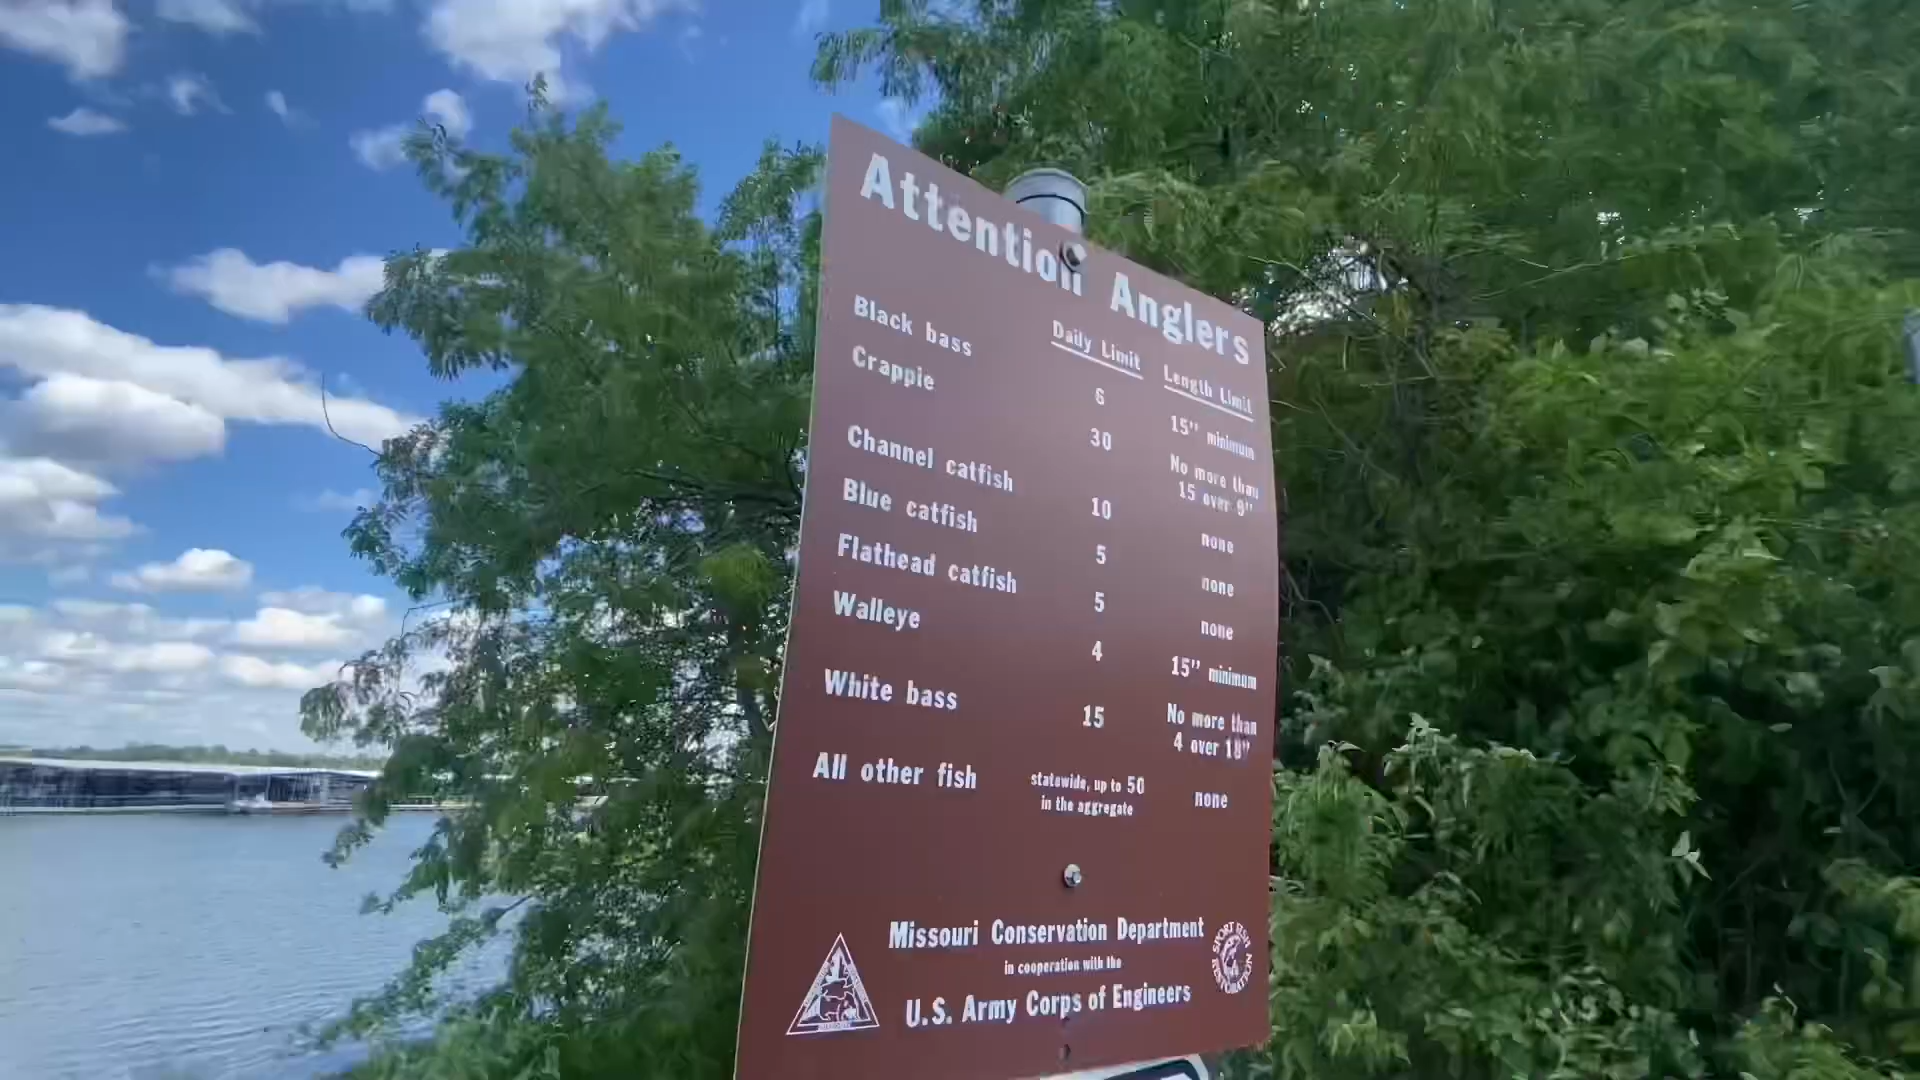 Attention Anglers
Daily Limit Length Limit
Black bass 6 15" minimum
Crappie 30 No more than
15 over 9"
Channel catfish 10 none
Blue catfish 5 none
Flathead catfish 5 none
Walleye 4 15" minimum
White bass 15 No more than
4 over 18"
All other fish statewide, up to 50 none
in the aggregate
Missouri Conservation Department
in cooperation with the
U.S. Army Corps of Engineers
SPORT FISH
RESTORATION